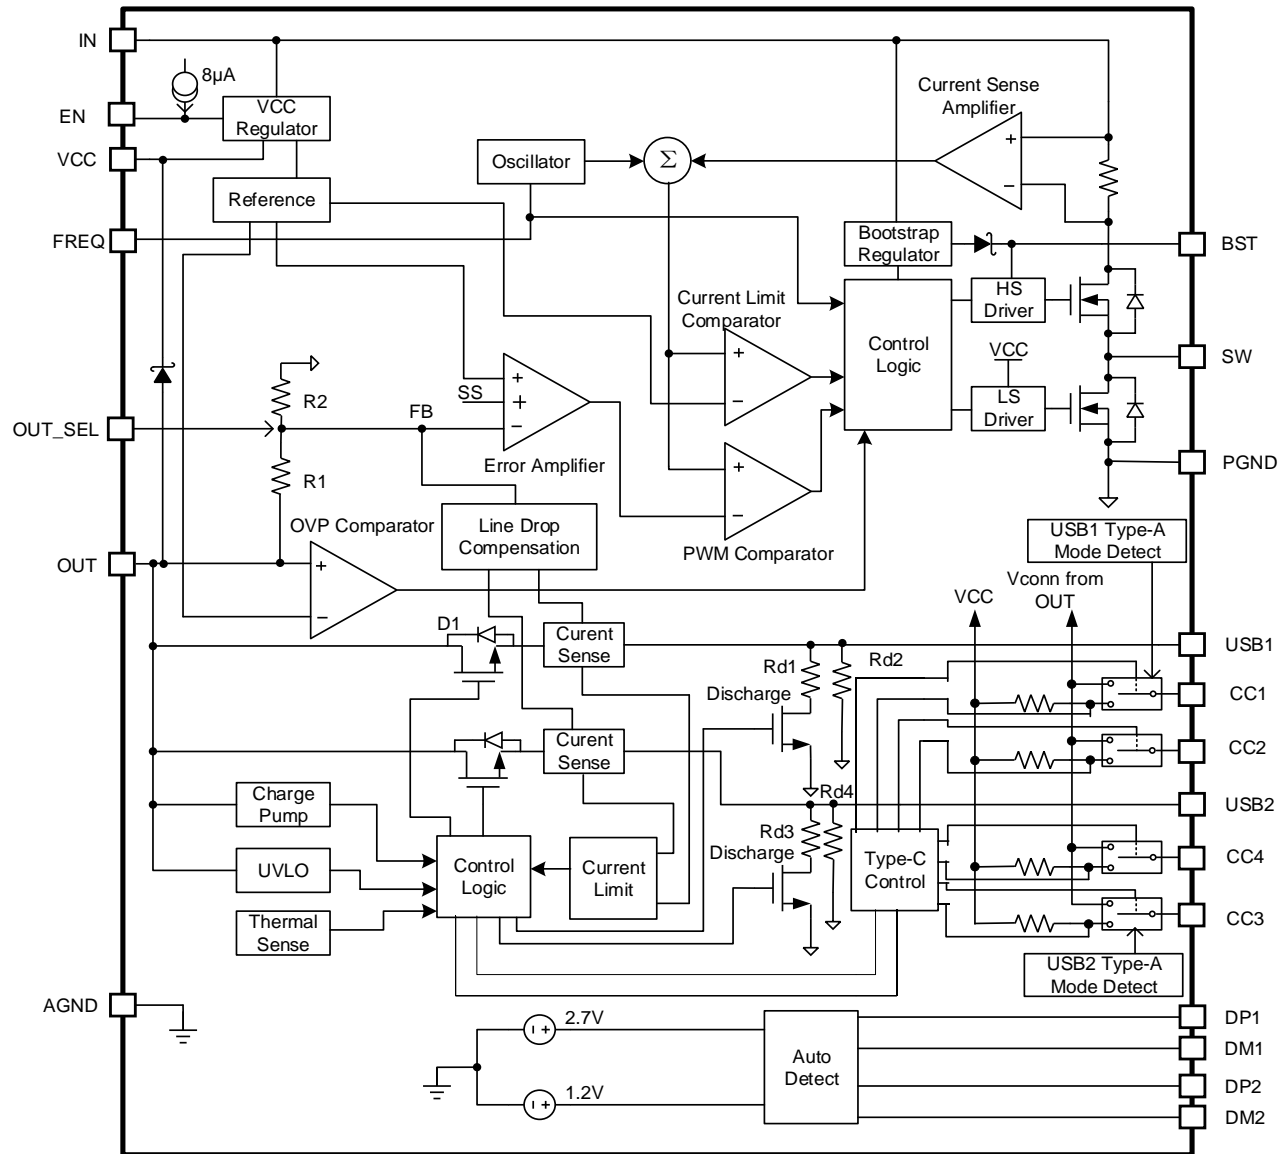 IN
8µA
EN
VCC
Regulator
VCC
Reference
FREQ
Oscillator
Σ
Current Sense
Amplifier
+
−
Bootstrap
Regulator
BST
HS
Driver
Current Limit
Comparator
+
−
Control
Logic
SW
VCC
LS
Driver
R2
SS
+
+
−
FB
OUT_SEL
R1
Error Amplifier
+
−
PGND
OVP Comparator
Line Drop
Compensation
PWM Comparator
USB1 Type-A
Mode Detect
OUT
+
−
VCC
Vconn from
OUT
D1
Curent
Sense
USB1
Rd1
Rd2
Discharge
CC1
Curent
Sense
CC2
Charge
Pump
Rd4
USB2
Rd3
Discharge
UVLO
Control
Logic
Current
Limit
Type-C
Control
CC4
Thermal
Sense
CC3
USB2 Type-A
Mode Detect
AGND
2.7V
− +
DP1
Auto
Detect
DM1
1.2V
− +
DP2
DM2